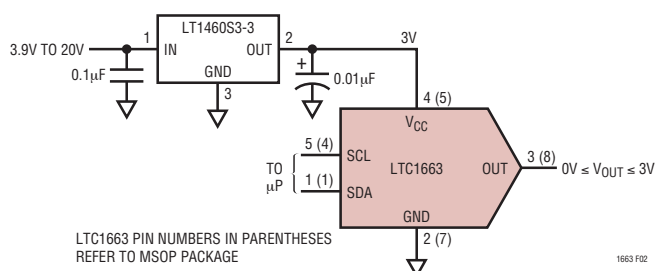 LT1460S3-3
3.9V TO 20V
1
IN
OUT
2
3V
0.1μF
GND
3
+
0.01μF
4 (5)
VCC
5 (4)
SCL
TO
μP
LTC1663
OUT
3 (8)
0V ≤ VOUT ≤ 3V
1 (1)
SDA
GND
2 (7)
LTC1663 PIN NUMBERS IN PARENTHESES
REFER TO MSOP PACKAGE
1663 F02